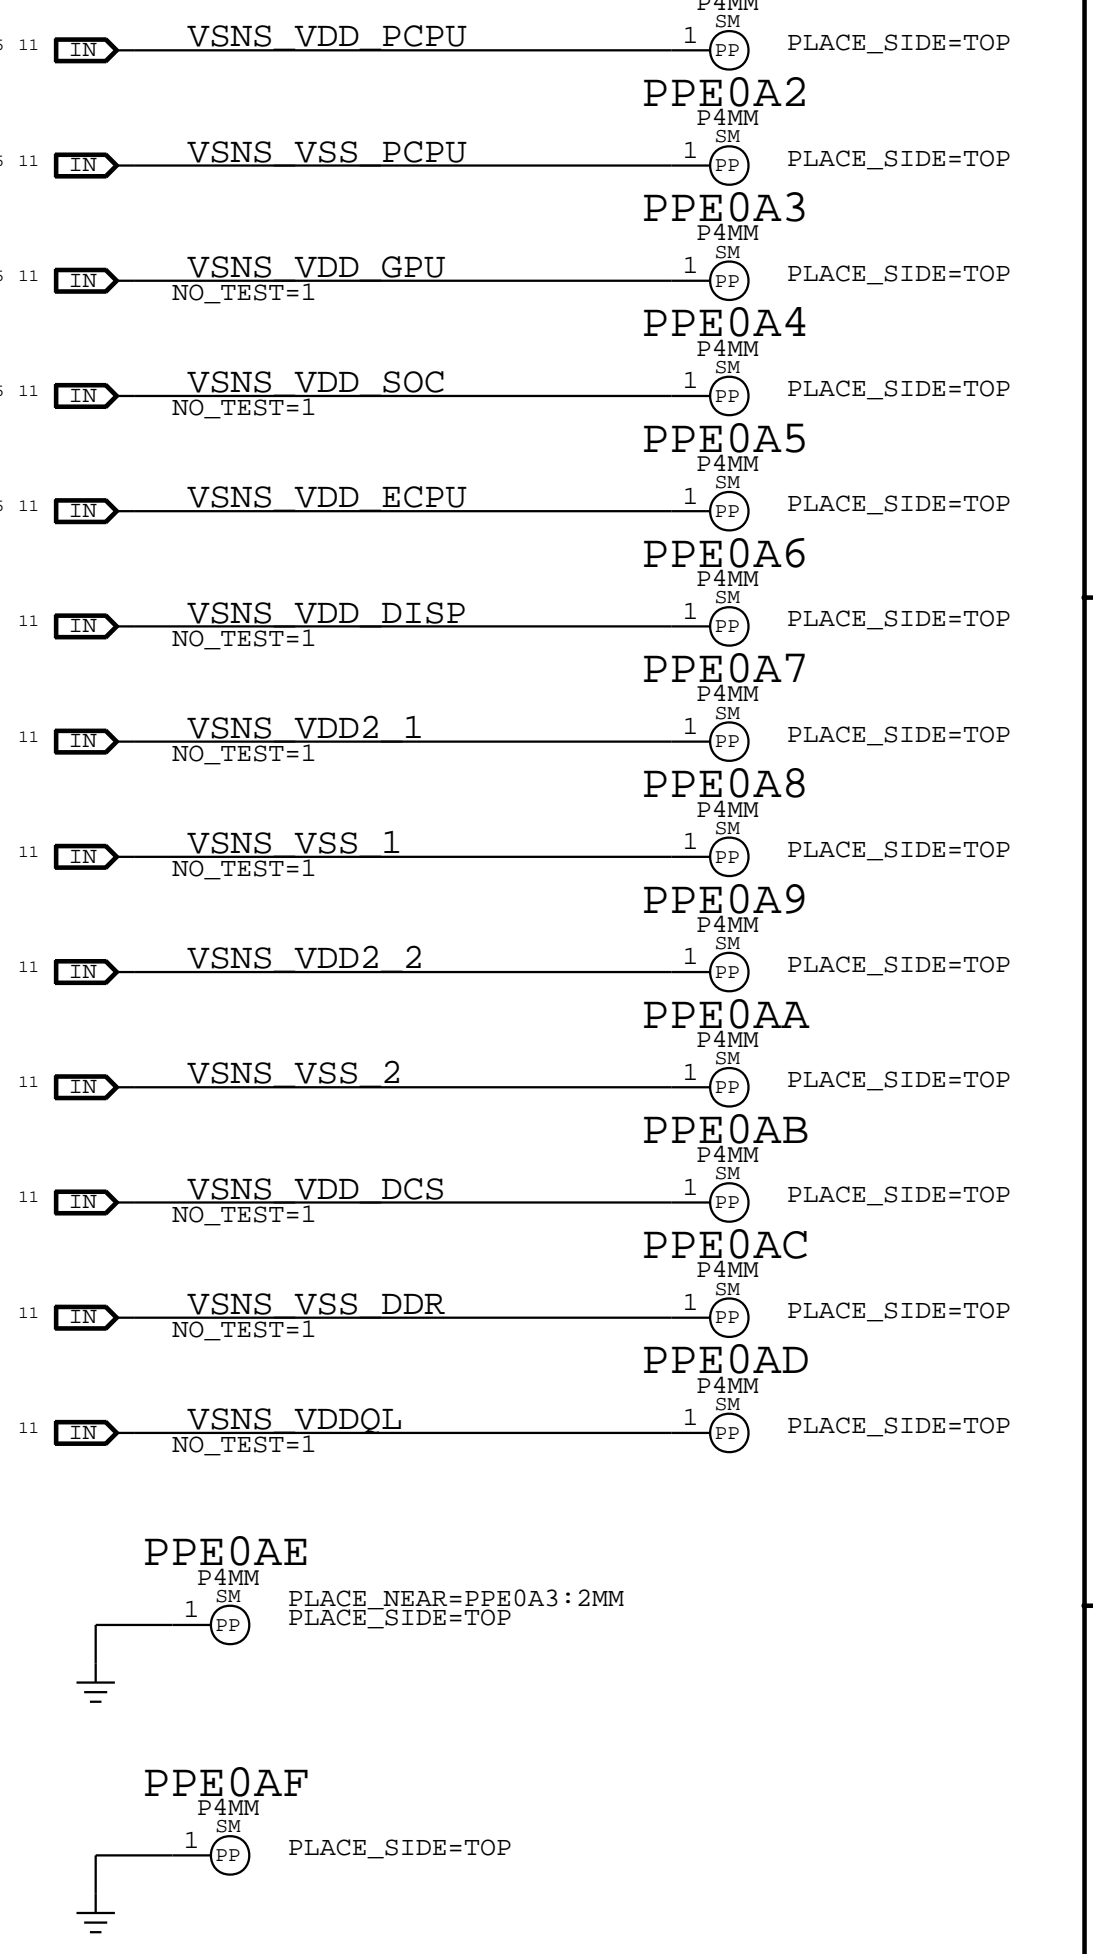 P4MM
SM
11 IN VSNS_VDD_PCPU 1 PP PLACE_SIDE=TOP
PPE0A2
P4MM
SM
11 IN VSNS_VSS_PCPU 1 PP PLACE_SIDE=TOP
PPE0A3
P4MM
SM
11 IN VSNS_VDD_GPU 1 PP PLACE_SIDE=TOP
NO_TEST=1
PPE0A4
P4MM
SM
11 IN VSNS_VDD_SOC 1 PP PLACE_SIDE=TOP
NO_TEST=1
PPE0A5
P4MM
SM
11 IN VSNS_VDD_ECPU 1 PP PLACE_SIDE=TOP
PPE0A6
P4MM
SM
11 IN VSNS_VDD_DISP 1 PP PLACE_SIDE=TOP
NO_TEST=1
PPE0A7
P4MM
SM
11 IN VSNS_VDD2_1 1 PP PLACE_SIDE=TOP
NO_TEST=1
PPE0A8
P4MM
SM
11 IN VSNS_VSS_1 1 PP PLACE_SIDE=TOP
NO_TEST=1
PPE0A9
P4MM
SM
11 IN VSNS_VDD2_2 1 PP PLACE_SIDE=TOP
PPE0AA
P4MM
SM
11 IN VSNS_VSS_2 1 PP PLACE_SIDE=TOP
PPE0AB
P4MM
SM
11 IN VSNS_VDD_DCS 1 PP PLACE_SIDE=TOP
NO_TEST=1
PPE0AC
P4MM
SM
11 IN VSNS_VSS_DDR 1 PP PLACE_SIDE=TOP
NO_TEST=1
PPE0AD
P4MM
SM
11 IN VSNS_VDDQL 1 PP PLACE_SIDE=TOP
NO_TEST=1
PPE0AE
P4MM
SM PLACE_NEAR=PPE0A3:2MM
1 PP PLACE_SIDE=TOP
PPE0AF
P4MM
SM
1 PP PLACE_SIDE=TOP